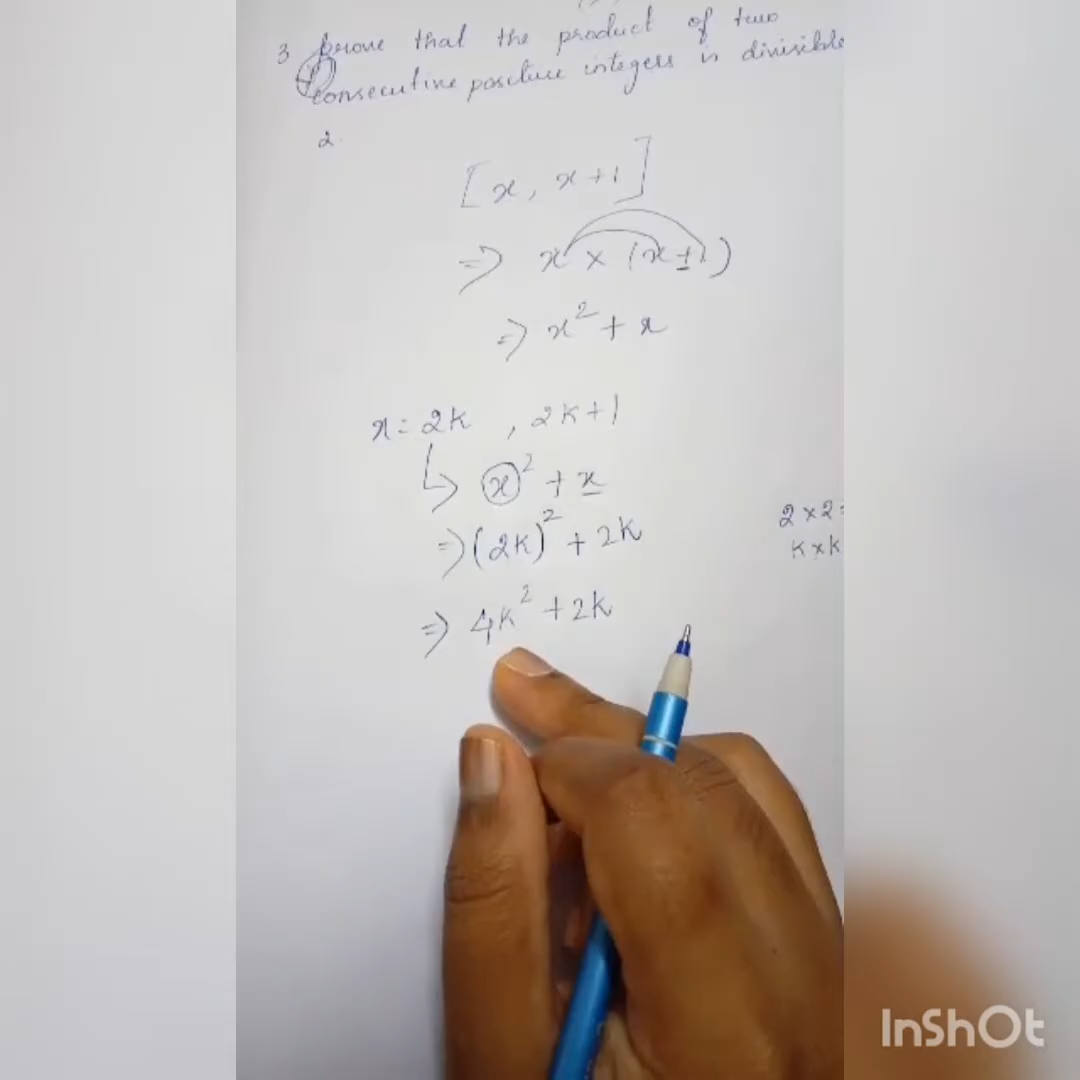 3 Prove that the product of two
consecutive positive integers is divisible
2.
[x, x+1]
=> x × (x+1)
=> x² + x
x = 2k , 2k+1
↳ x² + x
=> (2k)² + 2k
2×2=
k×k
=> 4k² + 2k
InShOt